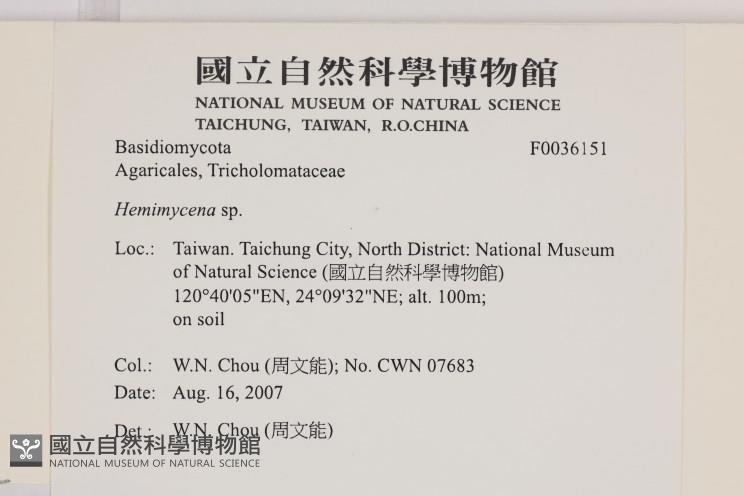 國立自然科學博物館
NATIONAL MUSEUM OF NATURAL SCIENCE
TAICHUNG, TAIWAN, R.O.CHINA
Basidiomycota F0036151
Agaricales, Tricholomataceae
Hemimycena sp.
Loc.: Taiwan. Taichung City, North District: National Museum
of Natural Science (國立自然科學博物館)
120°40'05"EN, 24°09'32"NE; alt. 100m;
on soil
Col.: W.N. Chou (周文能); No. CWN 07683
Date: Aug. 16, 2007
Det.: W.N. Chou (周文能)
國立自然科學博物館
NATIONAL MUSEUM OF NATURAL SCIENCE